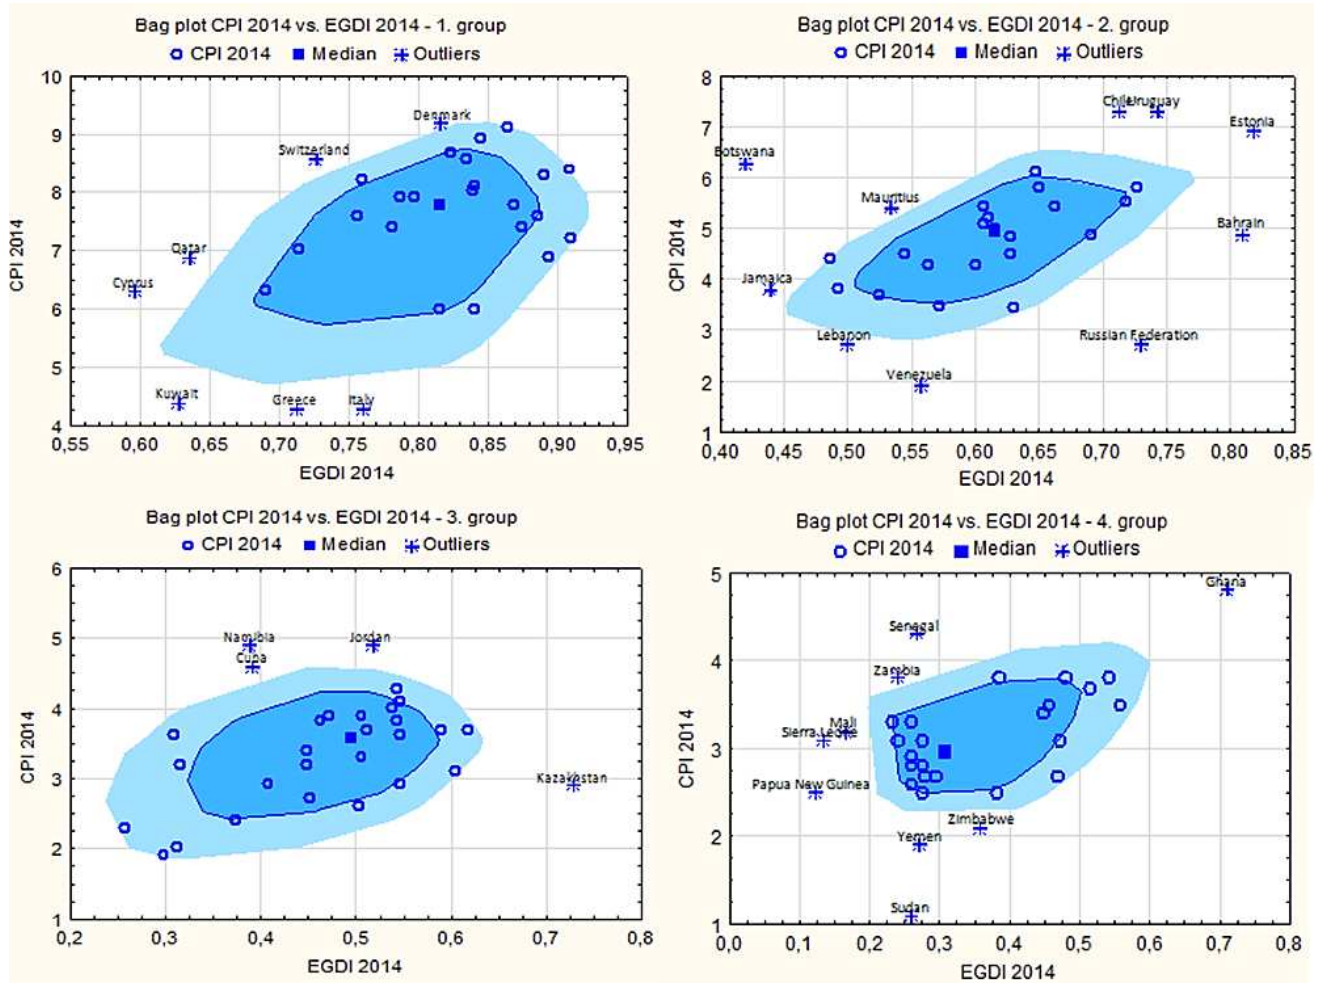 Bag plot CPI 2014 vs. EGDI 2014 - 1. group
CPI 2014 Median Outliers
10
9
8
7
6
5
4
CPI 2014
Denmark
Switzerland
Qatar
Cyprus
Kuwait
Greece
Italy
0,55 0,60 0,65 0,70 0,75 0,80 0,85 0,90 0,95
EGDI 2014
Bag plot CPI 2014 vs. EGDI 2014 - 2. group
CPI 2014 Median Outliers
8
7
6
5
4
3
2
1
CPI 2014
Chile Uruguay
Estonia
Botswana
Mauritius
Bahrain
Jamaica
Lebanon
Russian Federation
Venezuela
0,40 0,45 0,50 0,55 0,60 0,65 0,70 0,75 0,80 0,85
EGDI 2014
Bag plot CPI 2014 vs. EGDI 2014 - 3. group
CPI 2014 Median Outliers
6
5
4
3
2
1
CPI 2014
Namibia
Jordan
Cuba
Kazakhstan
0,2 0,3 0,4 0,5 0,6 0,7 0,8
EGDI 2014
Bag plot CPI 2014 vs. EGDI 2014 - 4. group
CPI 2014 Median Outliers
5
4
3
2
1
CPI 2014
Ghana
Senegal
Zambia
Mali
Sierra Leone
Papua New Guinea
Zimbabwe
Yemen
Sudan
0,0 0,1 0,2 0,3 0,4 0,5 0,6 0,7 0,8
EGDI 2014